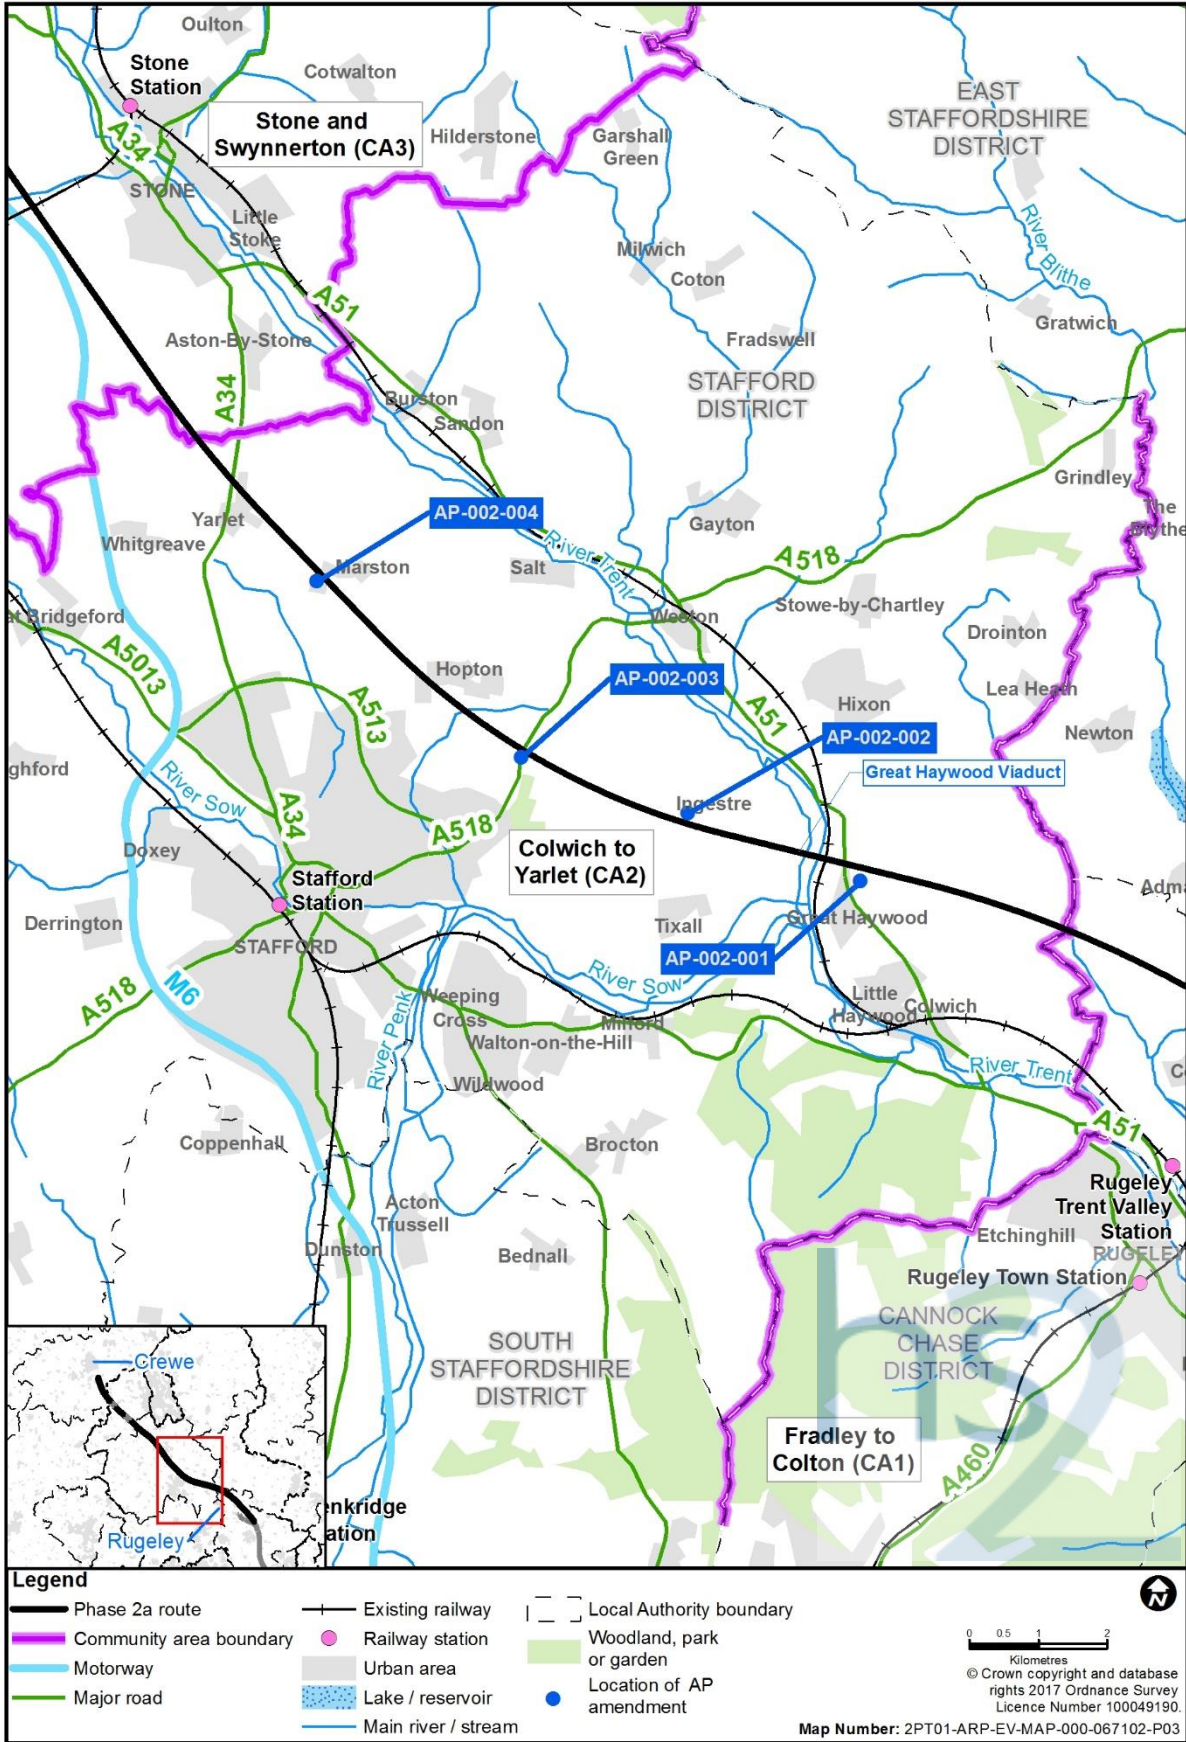 Oulton
Stone
Station
Cotwalton
Stone and
Swynnerton (CA3)
Hilderstone
Garshall
Green
EAST
STAFFORDSHIRE
DISTRICT
A34
STONE
Little
Stoke
Milwich
Coton
River Blithe
Gratwich
A51
Aston-By-Stone
Fradswell
STAFFORD
DISTRICT
A34
Burston
Sandon
Grindley
The
Blythe
AP-002-004
Yarlet
Whitgreave
Gayton
River Trent
A518
Marston
Salt
Stowe-by-Chartley
at Bridgeford
Weston
Drointon
A5013
Hopton
AP-002-003
Lea Heath
A513
A51
Hixon
Newton
AP-002-002
ghford
River Sow
Great Haywood Viaduct
Ingestre
A34
A518
Doxey
Colwich to
Yarlet (CA2)
Stafford
Station
Adma
Derrington
Tixall
Great Haywood
STAFFORD
AP-002-001
River Sow
A518
M6
Weeping
Cross
River Penk
Little
Haywood
Colwich
Milford
Walton-on-the-Hill
River Trent
Wildwood
Co
Coppenhall
Brocton
A51
Rugeley
Trent Valley
Station
Acton
Trussell
Dunston
Bednall
Etchinghill
RUGELEY
Rugeley Town Station
hs2
CANNOCK
CHASE
DISTRICT
SOUTH
STAFFORDSHIRE
DISTRICT
Crewe
Rugeley
enkridge
ation
Fradley to
Colton (CA1)
A460
Legend
Phase 2a route
Community area boundary
Motorway
Major road
Existing railway
Railway station
Urban area
Lake / reservoir
Main river / stream
Local Authority boundary
Woodland, park
or garden
Location of AP
amendment
N
0 0.5 1 2
Kilometres
© Crown copyright and database
rights 2017 Ordnance Survey
Licence Number 100049190.
Map Number: 2PT01-ARP-EV-MAP-000-067102-P03